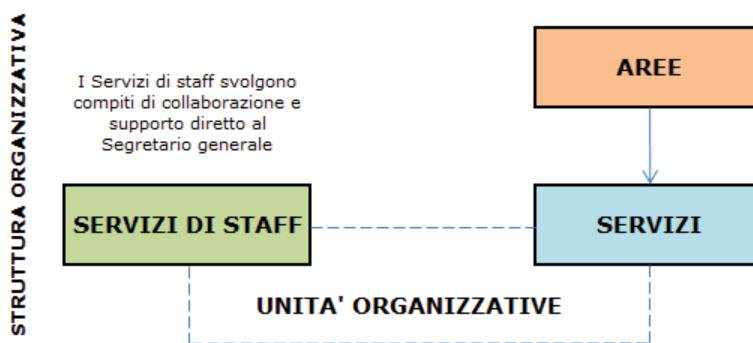 STRUTTURA ORGANIZZATIVA
I Servizi di staff svolgono
compiti di collaborazione e
supporto diretto al
Segretario generale
AREE
SERVIZI DI STAFF
SERVIZI
UNITA' ORGANIZZATIVE